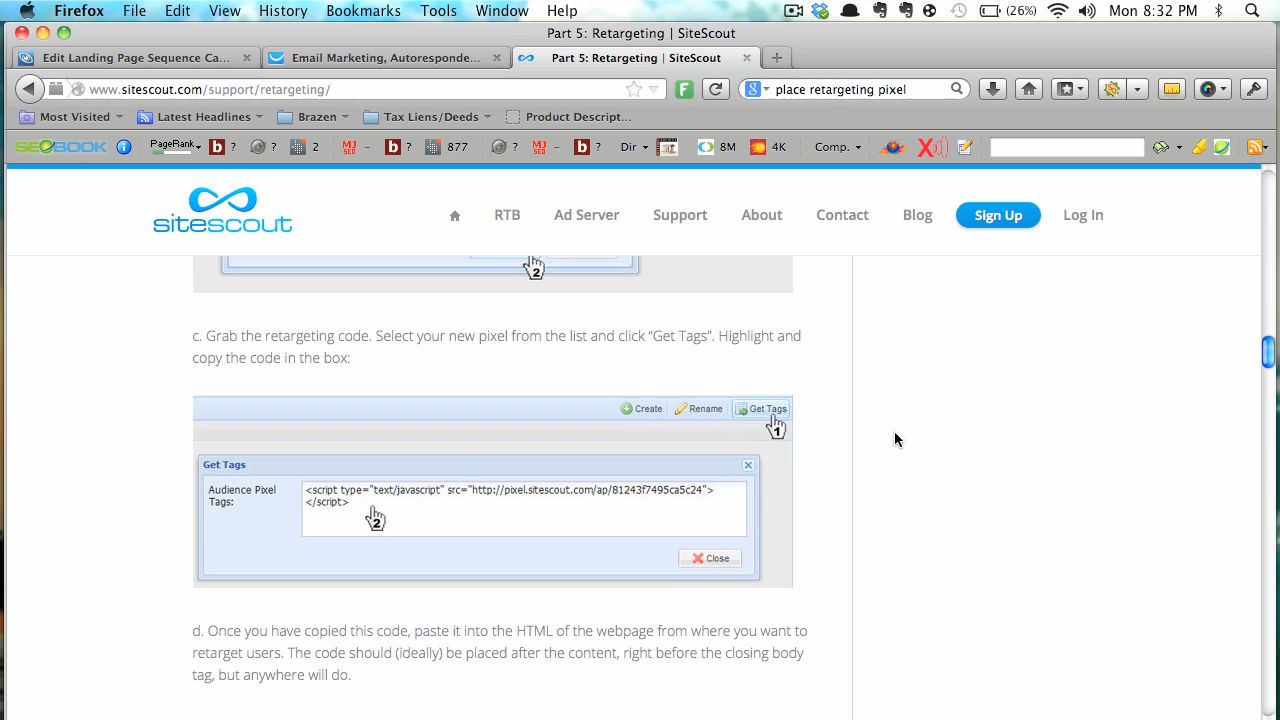 Firefox File Edit View History Bookmarks Tools Window Help (26%) Mon 8:32 PM
Part 5: Retargeting | SiteScout
Edit Landing Page Sequence Ca... Email Marketing, Autoresponde... Part 5: Retargeting | SiteScout
www.sitescout.com/support/retargeting/ place retargeting pixel
Most Visited Latest Headlines Brazen Tax Liens/Deeds Product Descript...
SEOBOOK PageRank b ? ? 2 MJ SEO – b ? 877 ? MJ SEO – b ? Dir 8M 4K Comp.
sitescout RTB Ad Server Support About Contact Blog Sign Up Log In
2
c. Grab the retargeting code. Select your new pixel from the list and click “Get Tags”. Highlight and
copy the code in the box:
Create Rename Get Tags
1
Get Tags
Audience Pixel <script type="text/javascript" src="http://pixel.sitescout.com/ap/81243f7495ca5c24">
Tags: </script>
2
Close
d. Once you have copied this code, paste it into the HTML of the webpage from where you want to
retarget users. The code should (ideally) be placed after the content, right before the closing body
tag, but anywhere will do.